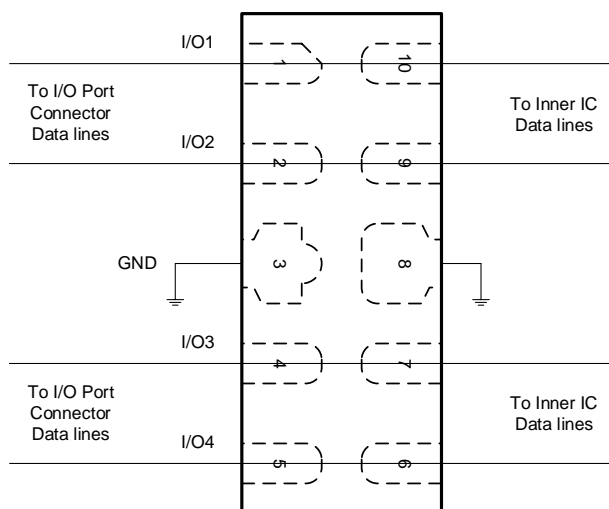 I/O1
1
10
To I/O Port
Connector
Data lines
To Inner IC
Data lines
I/O2
2
9
GND
3
8
I/O3
4
7
To I/O Port
Connector
Data lines
To Inner IC
Data lines
I/O4
5
6